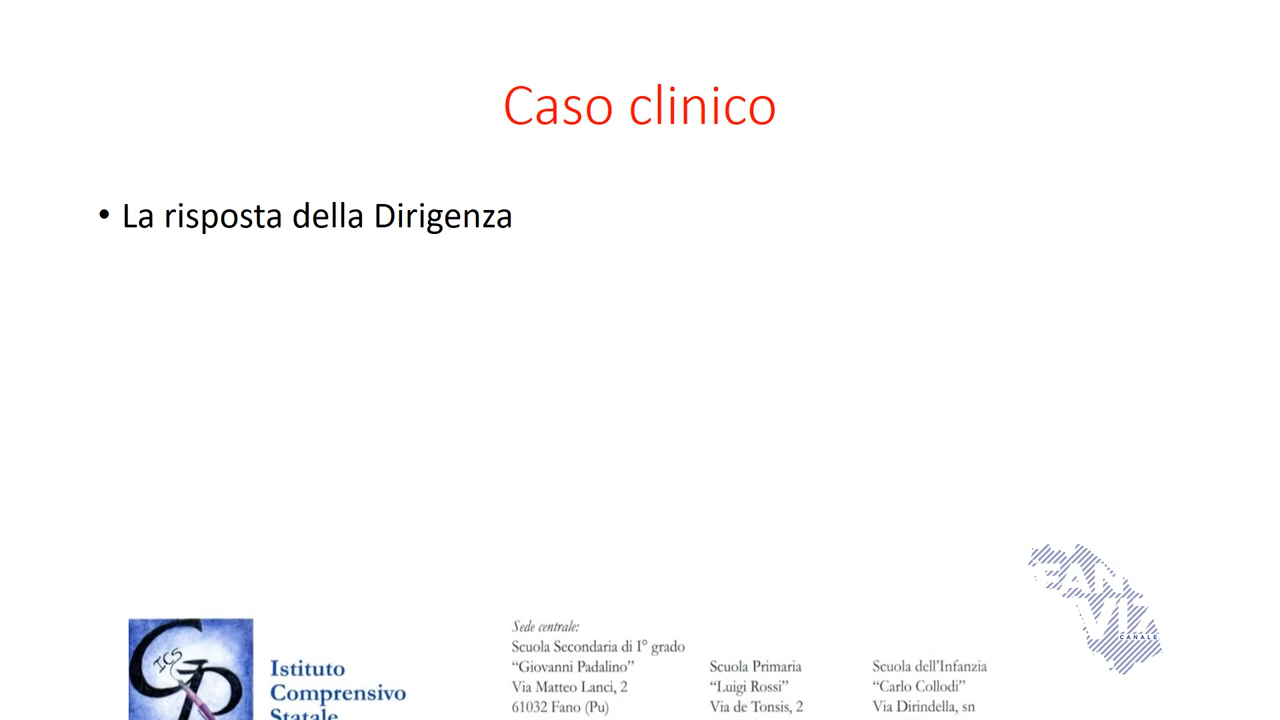 Caso clinico
• La risposta della Dirigenza
ICS
Istituto
Comprensivo
Statale
Sede centrale:
Scuola Secondaria di I° grado
“Giovanni Padalino”
Via Matteo Lanci, 2
61032 Fano (Pu)
Scuola Primaria
“Luigi Rossi”
Via de Tonsis, 2
Scuola dell’Infanzia
“Carlo Collodi”
Via Dirindella, sn
CANALE